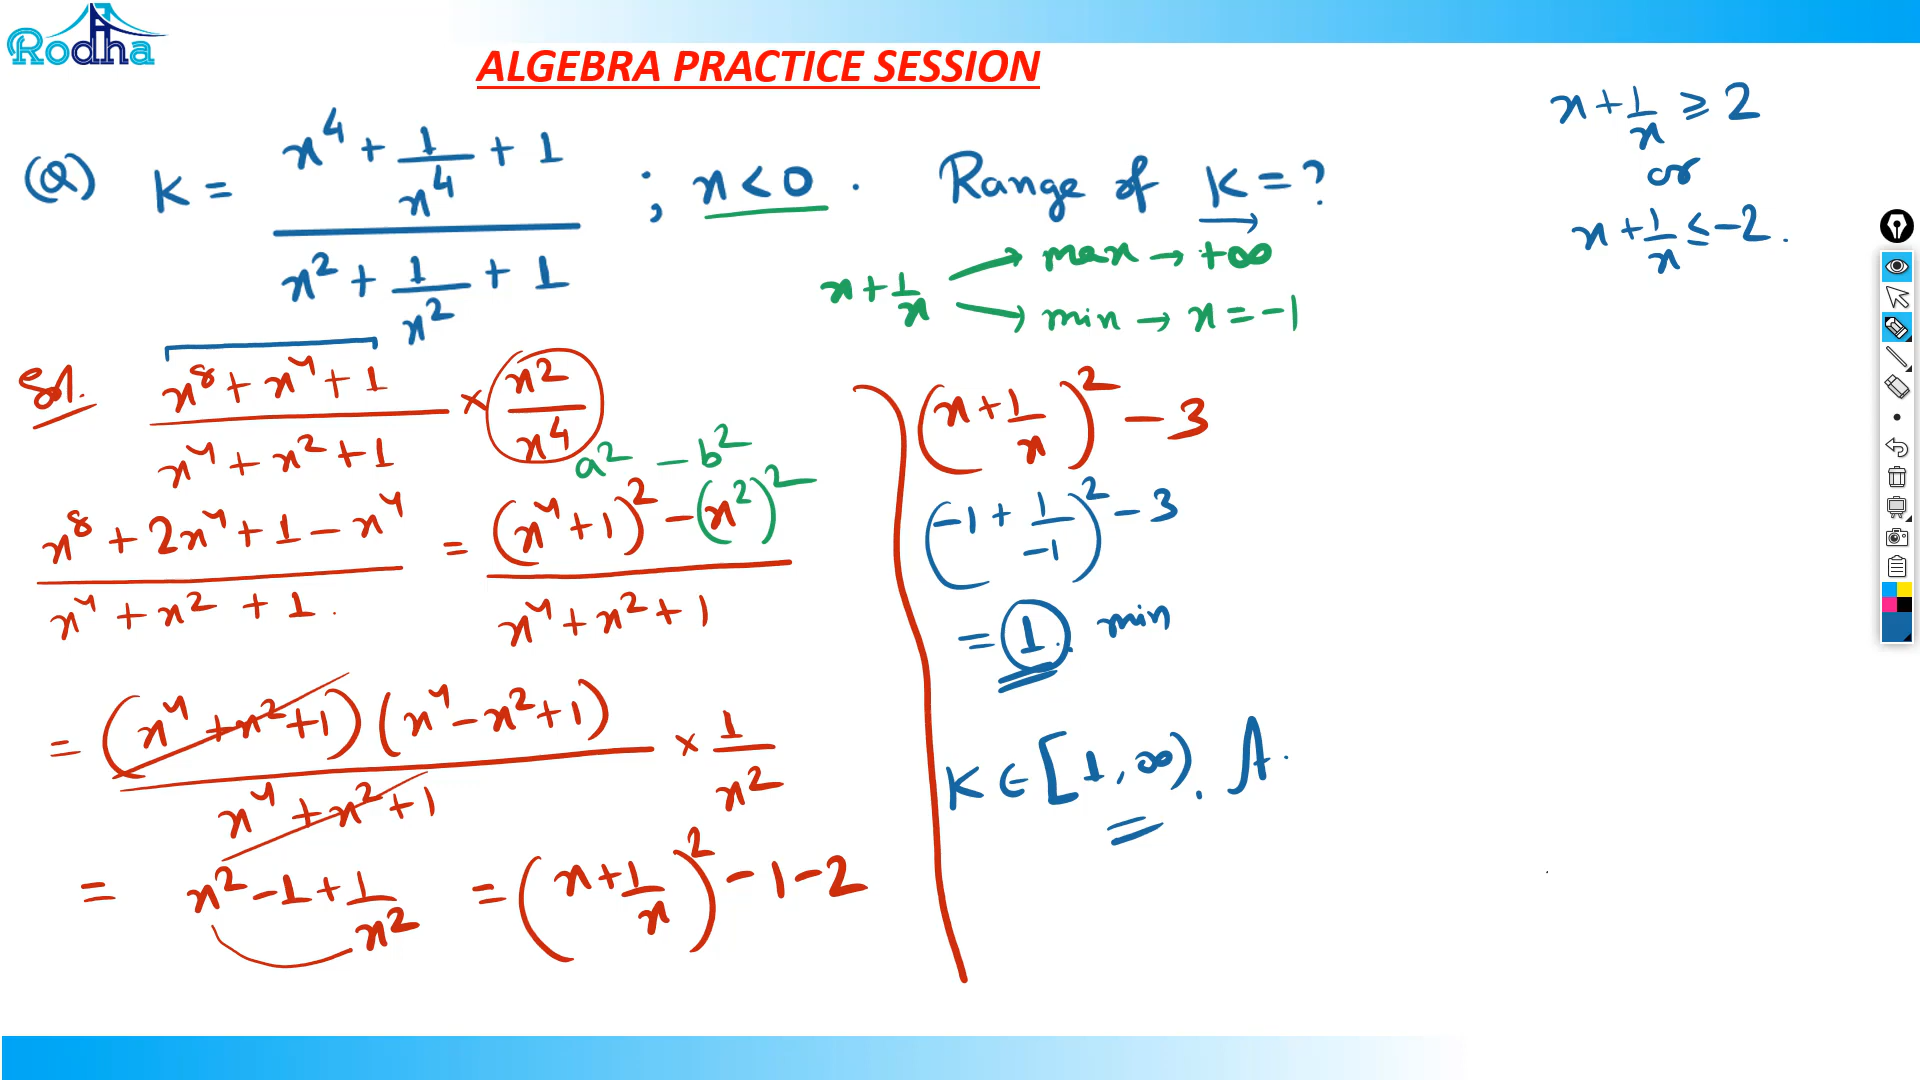 Rodha
ALGEBRA PRACTICE SESSION
(Q) K = (x⁴ + 1/x⁴ + 1) / (x² + 1/x² + 1) ; x < 0 . Range of K = ?
x + 1/x ≥ 2
or
x + 1/x ≤ -2 .
x + 1/x → max → +∞
→ min → x = -1
Sol. (x⁸ + x⁴ + 1) / (x⁴ + x² + 1) × x²/x⁴
a² - b²
(x⁸ + 2x⁴ + 1 - x⁴) / (x⁴ + x² + 1) . = ((x⁴ + 1)² - (x²)²) / (x⁴ + x² + 1)
= (x⁴ + x² + 1) (x⁴ - x² + 1) / (x⁴ + x² + 1) × 1/x²
= x² - 1 + 1/x² = (x + 1/x)² - 1 - 2
(x + 1/x)² - 3
(-1 + 1/-1)² - 3
= 1 . min
K ∈ [1, ∞) . A .